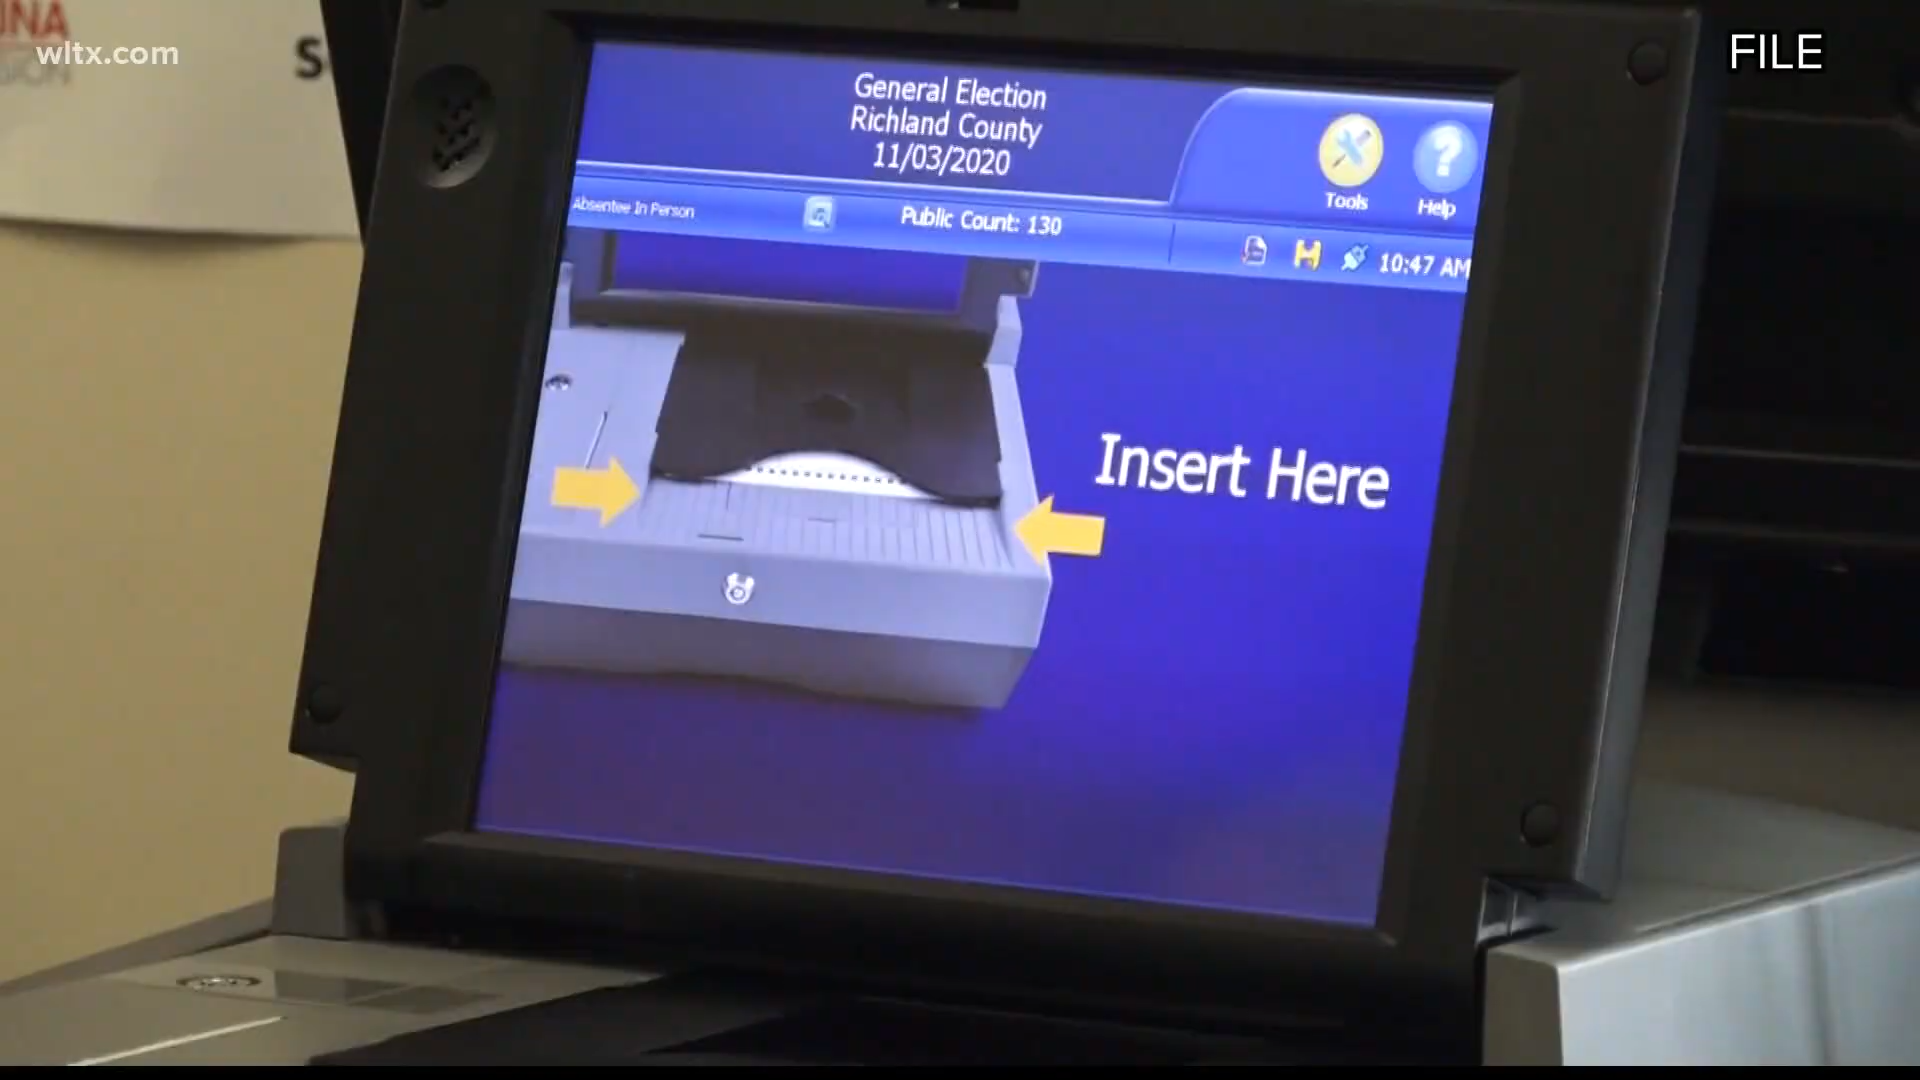 wltx.com
FILE
General Election
Richland County
11/03/2020
Tools
Help
Absentee In Person
Public Count: 130
10:47 AM
Insert Here